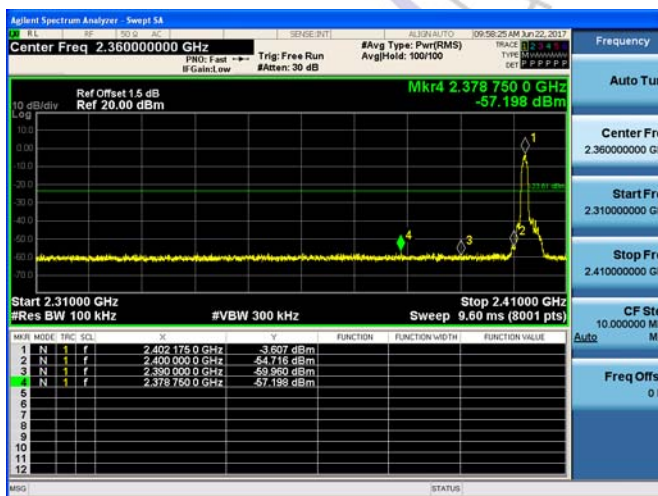 Agilent Spectrum Analyzer - Swept SA
RL RF 50 Ω AC SENSE:INT ALIGN AUTO 09:58:25 AM Jun 22, 2017
Center Freq 2.360000000 GHz
PNO: Fast
IFGain:Low
Trig: Free Run
#Atten: 30 dB
#Avg Type: Pwr(RMS)
Avg|Hold: 100/100
TRACE 1 2 3 4 5 6
TYPE
DET P P P P P P
Frequency
Auto Tu
Center Fr
2.360000000 G
Start Fr
2.310000000 G
Stop Fr
2.410000000 G
CF Ste
10.000000 M
Auto M
Freq Offs
0
Ref Offset 1.5 dB
10 dB/div Ref 20.00 dBm
Log
Mkr4 2.378 750 0 GHz
-57.198 dBm
10.0
0.00
-10.0
-20.0
-30.0
-40.0
-50.0
-60.0
-70.0
-23.61 dBm
1
2
3
4
Start 2.31000 GHz Stop 2.41000 GHz
#Res BW 100 kHz #VBW 300 kHz Sweep 9.60 ms (8001 pts)
MKR MODE TRC SCL X Y FUNCTION FUNCTION WIDTH FUNCTION VALUE
1 N 1 f 2.402 175 0 GHz -3.607 dBm
2 N 1 f 2.400 000 0 GHz -54.716 dBm
3 N 1 f 2.390 000 0 GHz -59.960 dBm
4 N 1 f 2.378 750 0 GHz -57.198 dBm
5
6
7
8
9
10
11
12
MSG STATUS